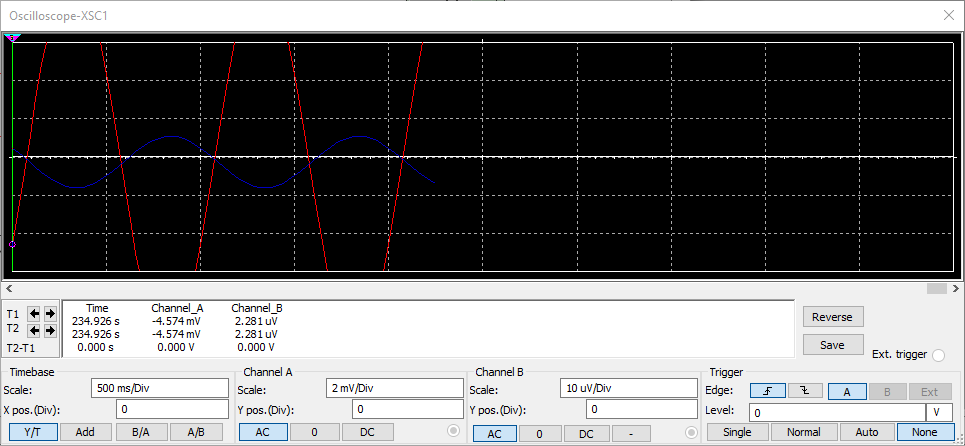 Oscilloscope-XSC1
T1
T2
T2-T1
Time Channel_A Channel_B
234.926 s -4.574 mV 2.281 uV
234.926 s -4.574 mV 2.281 uV
0.000 s 0.000 V 0.000 V
Reverse
Save
Ext. trigger
Timebase
Scale: 500 ms/Div
X pos.(Div): 0
Y/T Add B/A A/B
Channel A
Scale: 2 mV/Div
Y pos.(Div): 0
AC 0 DC
Channel B
Scale: 10 uV/Div
Y pos.(Div): 0
AC 0 DC -
Trigger
Edge: A B Ext
Level: 0 V
Single Normal Auto None